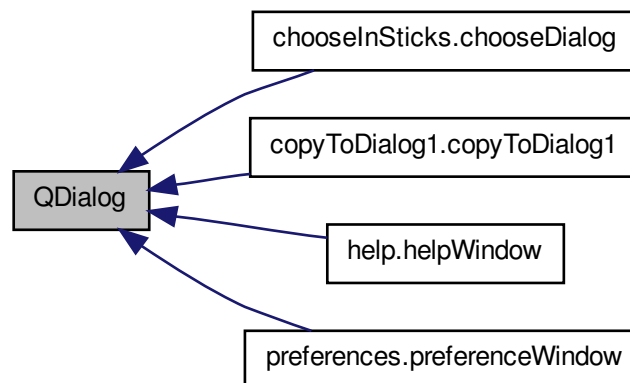 chooseInSticks.chooseDialog
copyToDialog1.copyToDialog1
QDialog
help.helpWindow
preferences.preferenceWindow